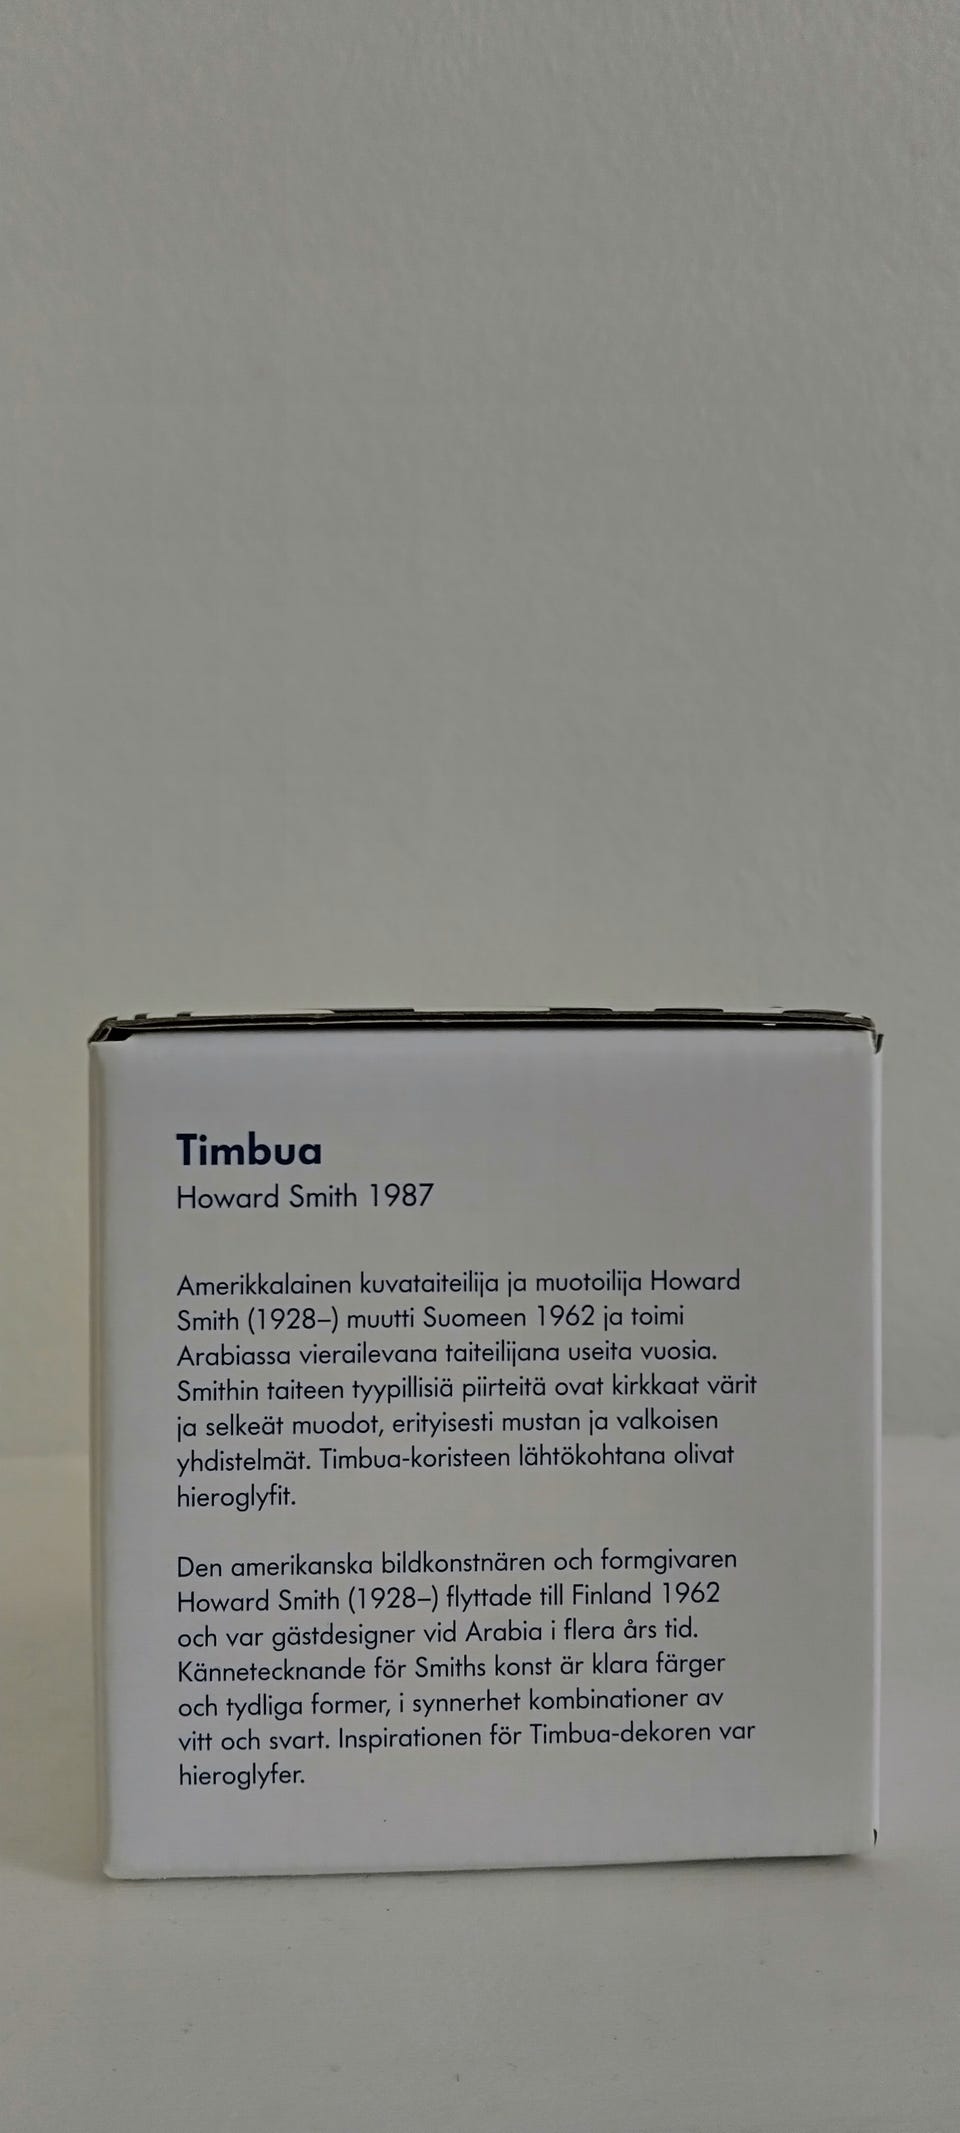 Timbua
Howard Smith 1987
Amerikkalainen kuvataiteilija ja muotoilija Howard
Smith (1928–) muutti Suomeen 1962 ja toimi
Arabiassa vierailevana taiteilijana useita vuosia.
Smithin taiteen tyypillisiä piirteitä ovat kirkkaat värit
ja selkeät muodot, erityisesti mustan ja valkoisen
yhdistelmät. Timbua-koristeen lähtökohtana olivat
hieroglyfit.
Den amerikanska bildkonstnären och formgivaren
Howard Smith (1928–) flyttade till Finland 1962
och var gästdesigner vid Arabia i flera års tid.
Kännetecknande för Smiths konst är klara färger
och tydliga former, i synnerhet kombinationer av
vitt och svart. Inspirationen för Timbua-dekoren var
hieroglyfer.